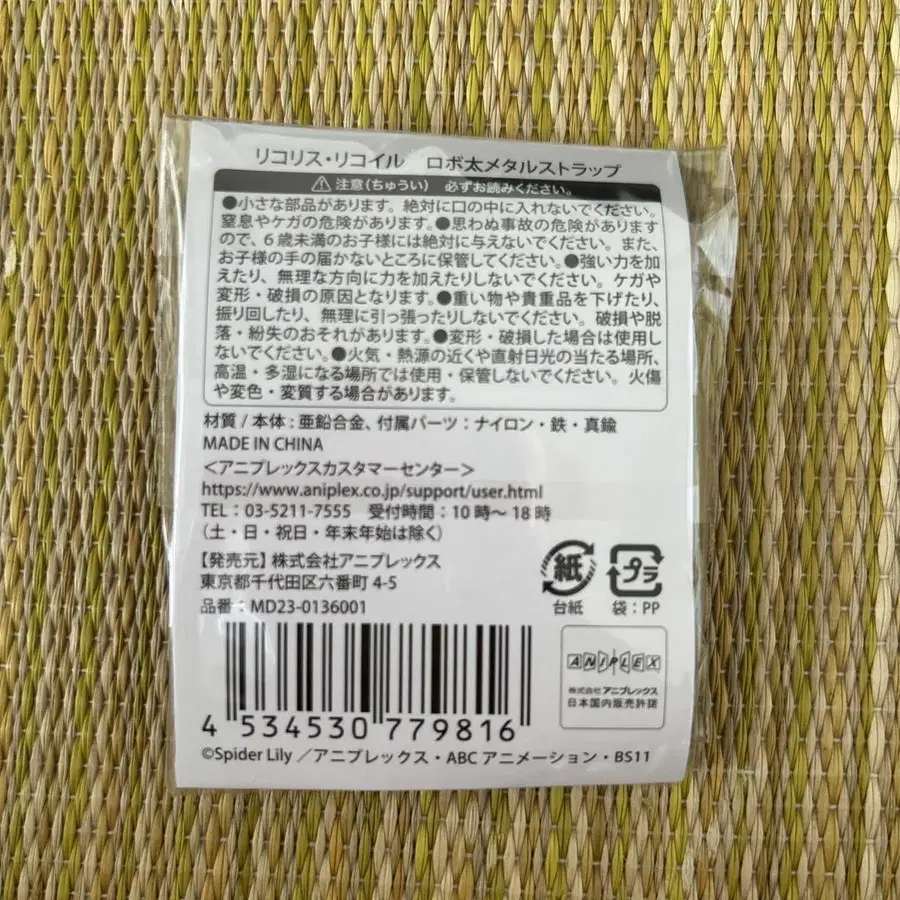 リコリス・リコイル　ロボ太メタルストラップ
注意（ちゅうい）　必ずお読みください。
●小さな部品があります。絶対に口の中に入れないでください。
窒息やケガの危険があります。●思わぬ事故の危険があります
ので、６歳未満のお子様には絶対に与えないでください。また、
お子様の手の届かないところに保管してください。●強い力を加
えたり、無理な方向に力を加えたりしないでください。ケガや
変形・破損の原因となります。●重い物や貴重品を下げたり、
振り回したり、無理に引っ張ったりしないでください。破損や脱
落・紛失のおそれがあります。●変形・破損した場合は使用し
ないでください。●火気・熱源の近くや直射日光の当たる場所、
高温・多湿になる場所では使用・保管しないでください。火傷
や変色・変質する場合があります。
材質 / 本体：亜鉛合金、付属パーツ：ナイロン・鉄・真鍮
MADE IN CHINA
＜アニプレックスカスタマーセンター＞
https://www.aniplex.co.jp/support/user.html
TEL：03-5211-7555　受付時間：10 時～ 18 時
（土・日・祝日・年末年始は除く）
【発売元】株式会社アニプレックス
東京都千代田区六番町 4-5
品番：MD23-0136001
紙
台紙
プラ
袋：PP
4 534530 779816
ANIPLEX
株式会社アニプレックス
日本国内販売許諾
©Spider Lily／アニプレックス・ABC アニメーション・BS11